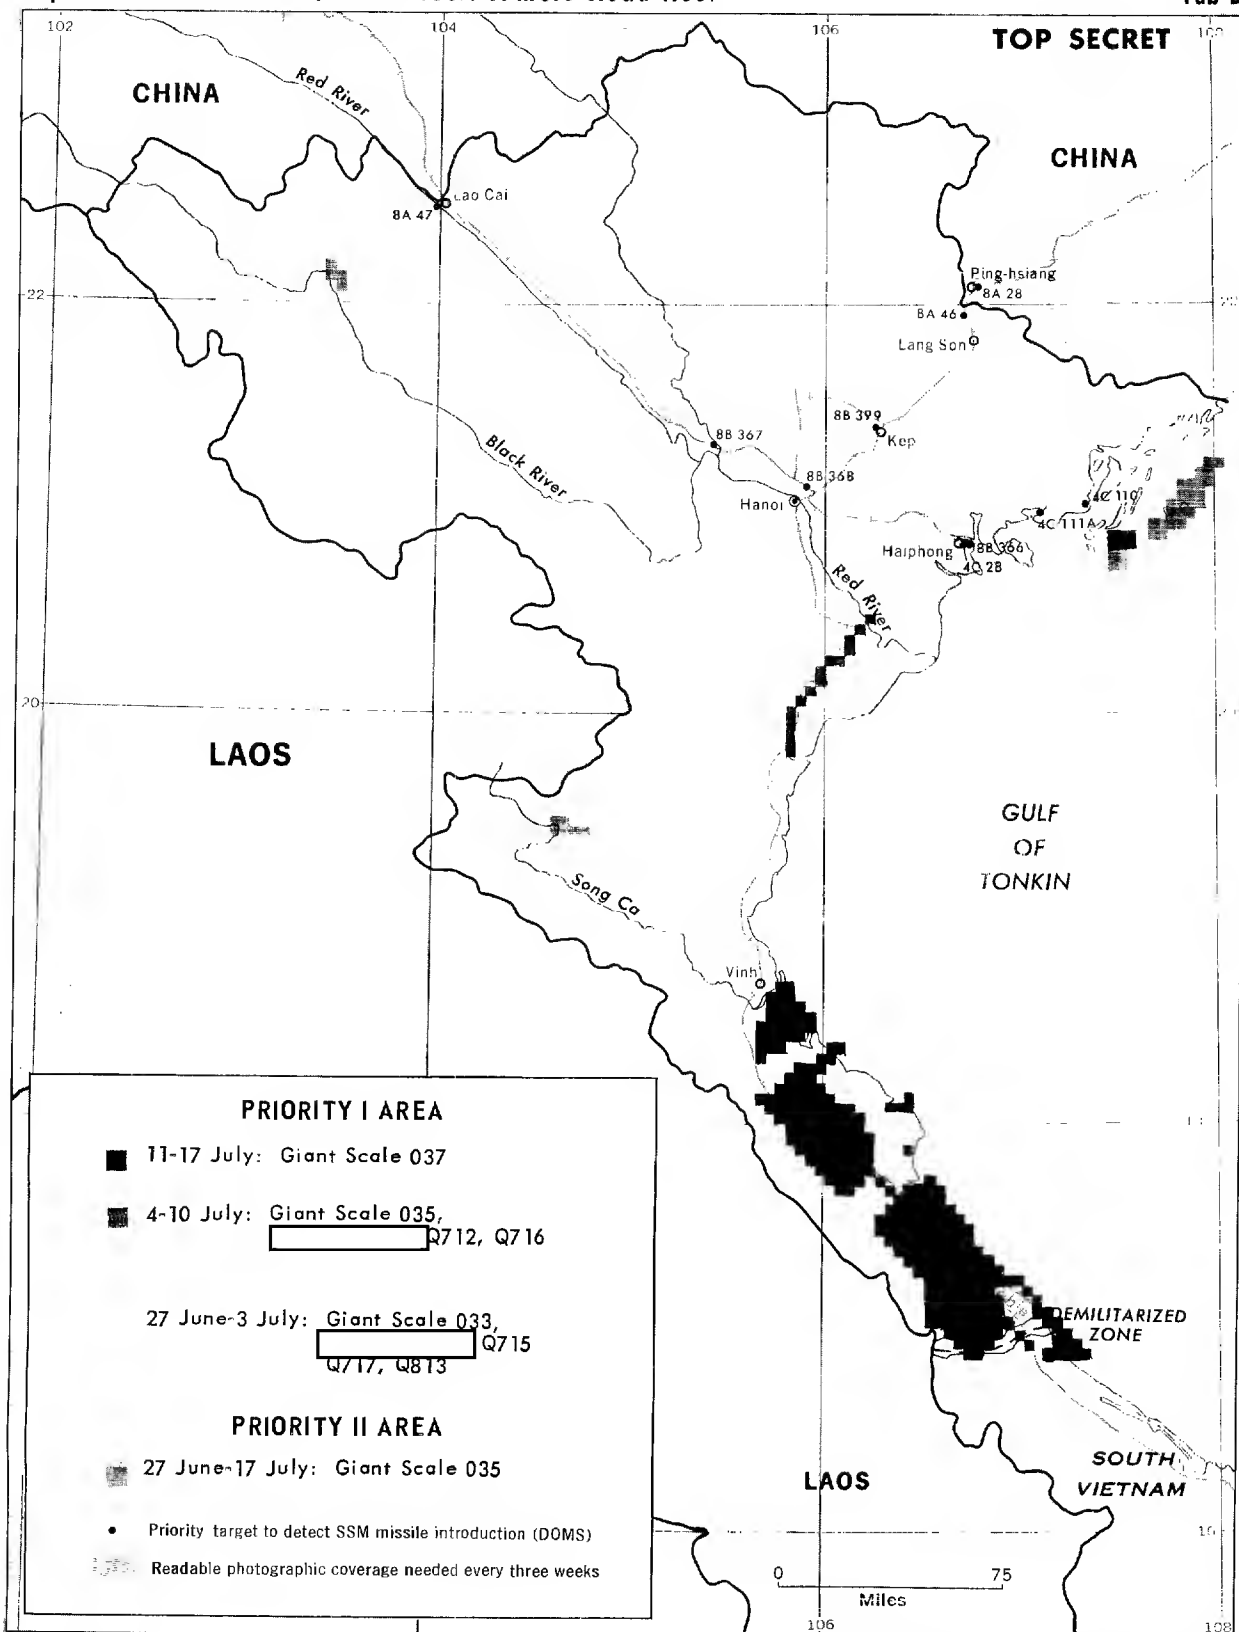 102
104
106
TOP SECRET
CHINA
Red River
CHINA
Lao Cai
8A 47
Ping-hsiang
8A 28
22
8A 46
Lang Son
8B 399
Kep
8B 367
Black River
8B 368
Hanoi
4C 110
4C 111A
Haiphong
8B 366
4C 28
Red River
20
LAOS
GULF
OF
TONKIN
Song Ca
Vinh
PRIORITY I AREA
11-17 July: Giant Scale 037
4-10 July: Giant Scale 035,
Q712, Q716
27 June-3 July: Giant Scale 033,
Q715
Q717, Q813
DEMILITARIZED
ZONE
PRIORITY II AREA
27 June-17 July: Giant Scale 035
SOUTH
VIETNAM
LAOS
Priority target to detect SSM missile introduction (DOMS)
Readable photographic coverage needed every three weeks
0 75
Miles
106
108